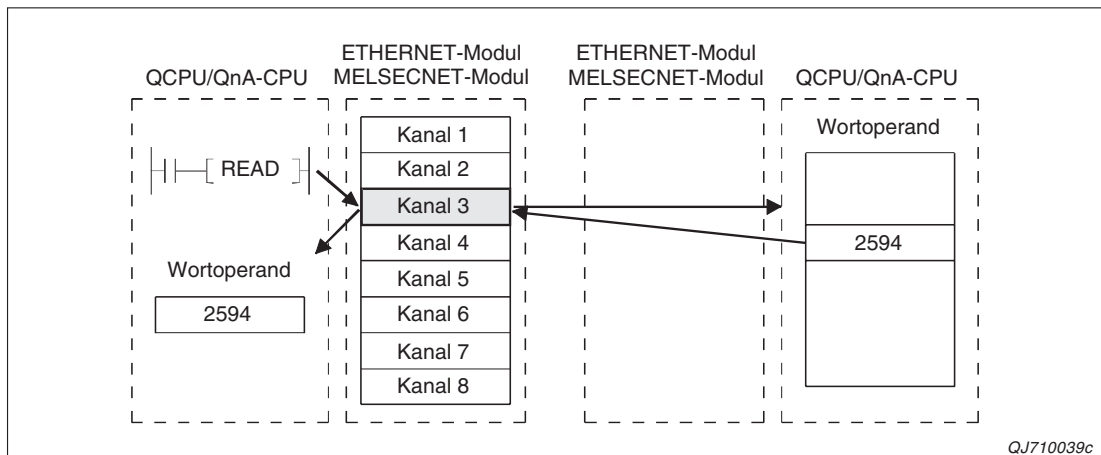 QCPU/QnA-CPU
ETHERNET-Modul
MELSECNET-Modul
ETHERNET-Modul
MELSECNET-Modul
QCPU/QnA-CPU
READ
Wortoperand
2594
Kanal 1
Kanal 2
Kanal 3
Kanal 4
Kanal 5
Kanal 6
Kanal 7
Kanal 8
Wortoperand
2594
QJ710039c